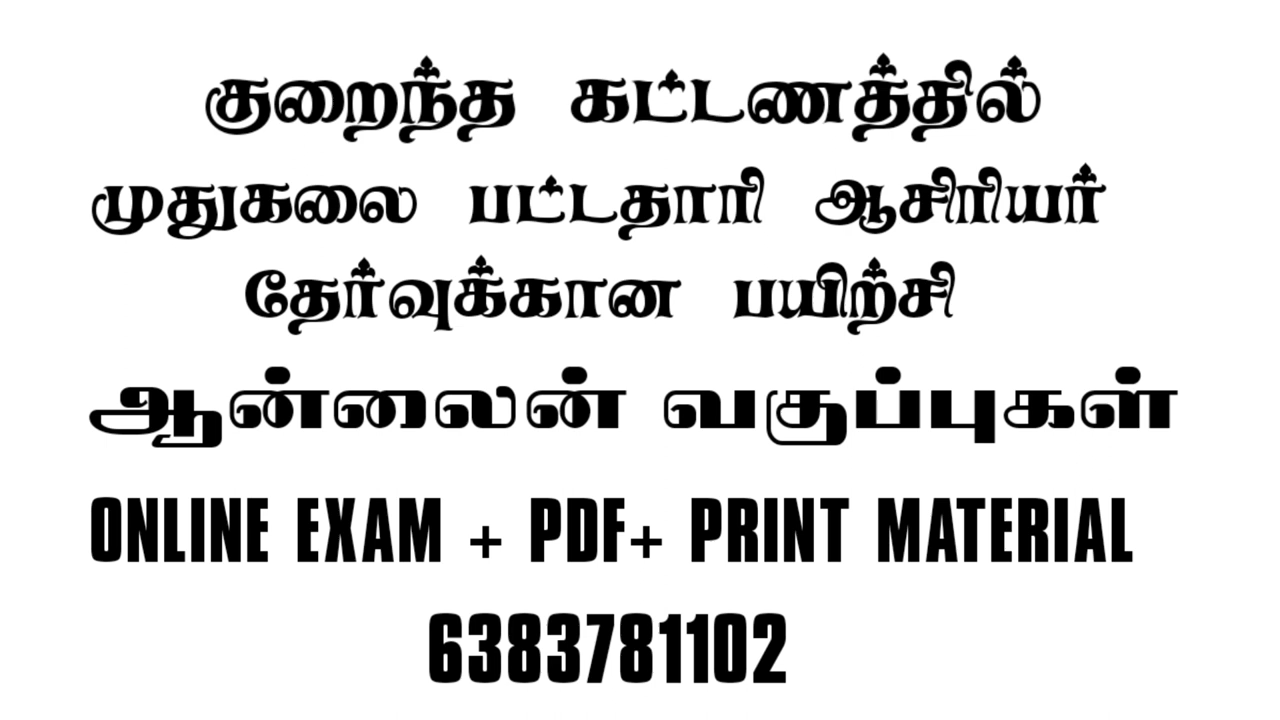 குறைந்த கட்டணத்தில்
முதுகலை பட்டதாரி ஆசிரியர்
தேர்வுக்கான பயிற்சி
ஆன்லைன் வகுப்புகள்
ONLINE EXAM + PDF+ PRINT MATERIAL
6383781102